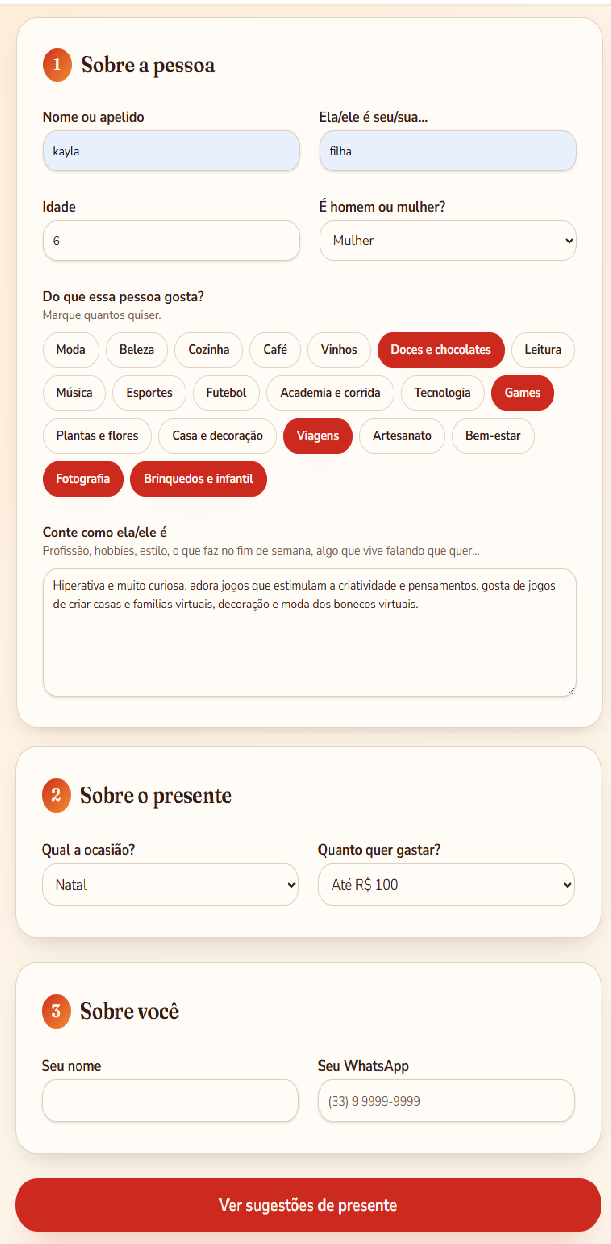 1 Sobre a pessoa
Nome ou apelido
Ela/ele é seu/sua...
kayla
filha
Idade
É homem ou mulher?
6
Mulher
Do que essa pessoa gosta?
Marque quantos quiser.
Moda Beleza Cozinha Café Vinhos Doces e chocolates Leitura
Música Esportes Futebol Academia e corrida Tecnologia Games
Plantas e flores Casa e decoração Viagens Artesanato Bem-estar
Fotografia Brinquedos e infantil
Conte como ela/ele é
Profissão, hobbies, estilo, o que faz no fim de semana, algo que vive falando que quer...
Hiperativa e muito curiosa, adora jogos que estimulam a criatividade e pensamentos, gosta de jogos
de criar casas e familias virtuais, decoração e moda dos bonecos virtuais.
2 Sobre o presente
Qual a ocasião?
Quanto quer gastar?
Natal
Até R$ 100
3 Sobre você
Seu nome
Seu WhatsApp
(33) 9 9999-9999
Ver sugestões de presente